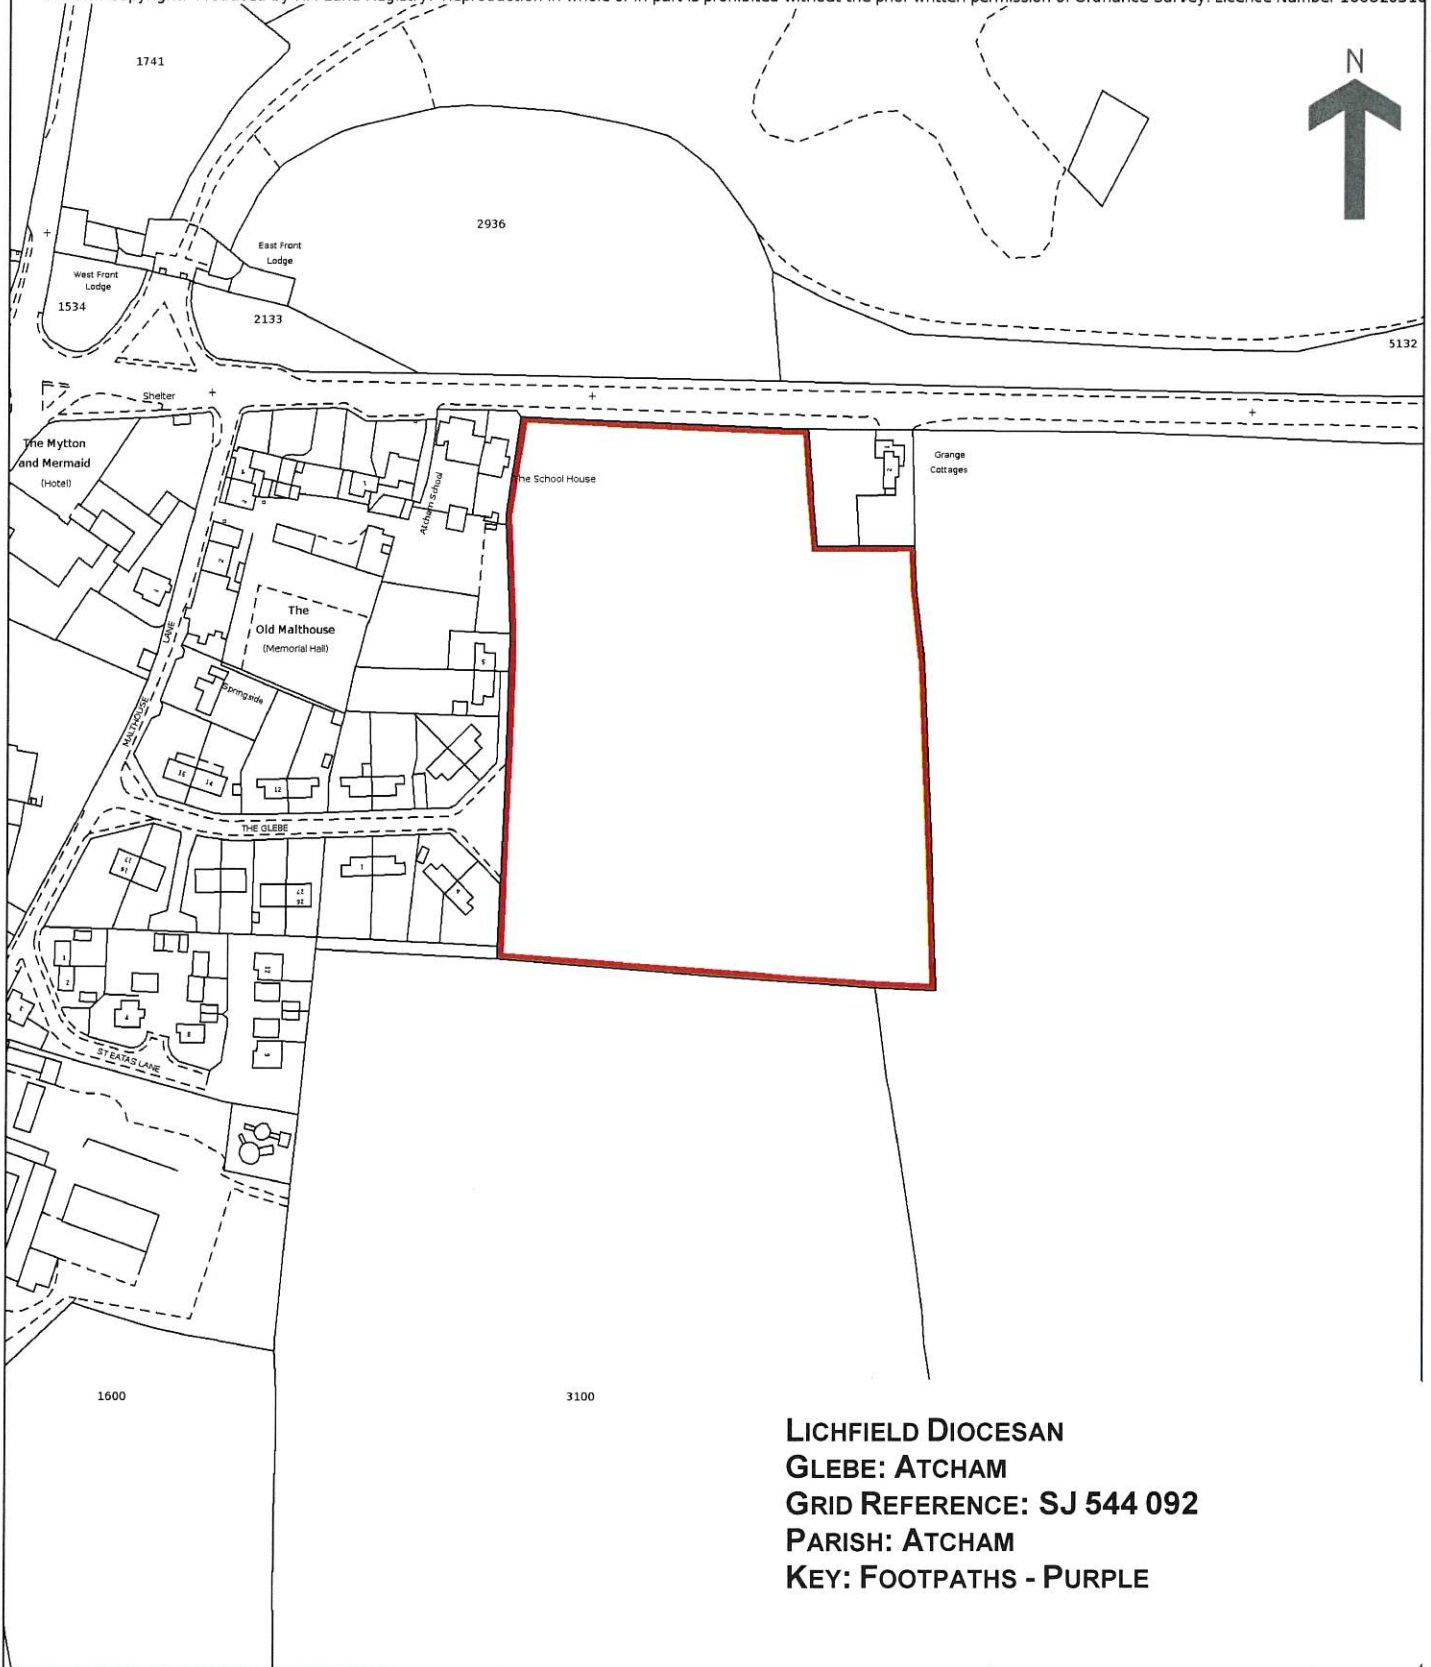 1741
N
2936
East Front
Lodge
West Front
Lodge
1534
2133
5132
Shelter
The Mytton
and Mermaid
(Hotel)
Grange
Cottages
he School House
Atcham School
The
Old Malthouse
(Memorial Hall)
LANE
MALTHOUSE
Springside
12
THE GLEBE
ST EATAS LANE
1600
3100
LICHFIELD DIOCESAN
GLEBE: ATCHAM
GRID REFERENCE: SJ 544 092
PARISH: ATCHAM
KEY: FOOTPATHS - PURPLE